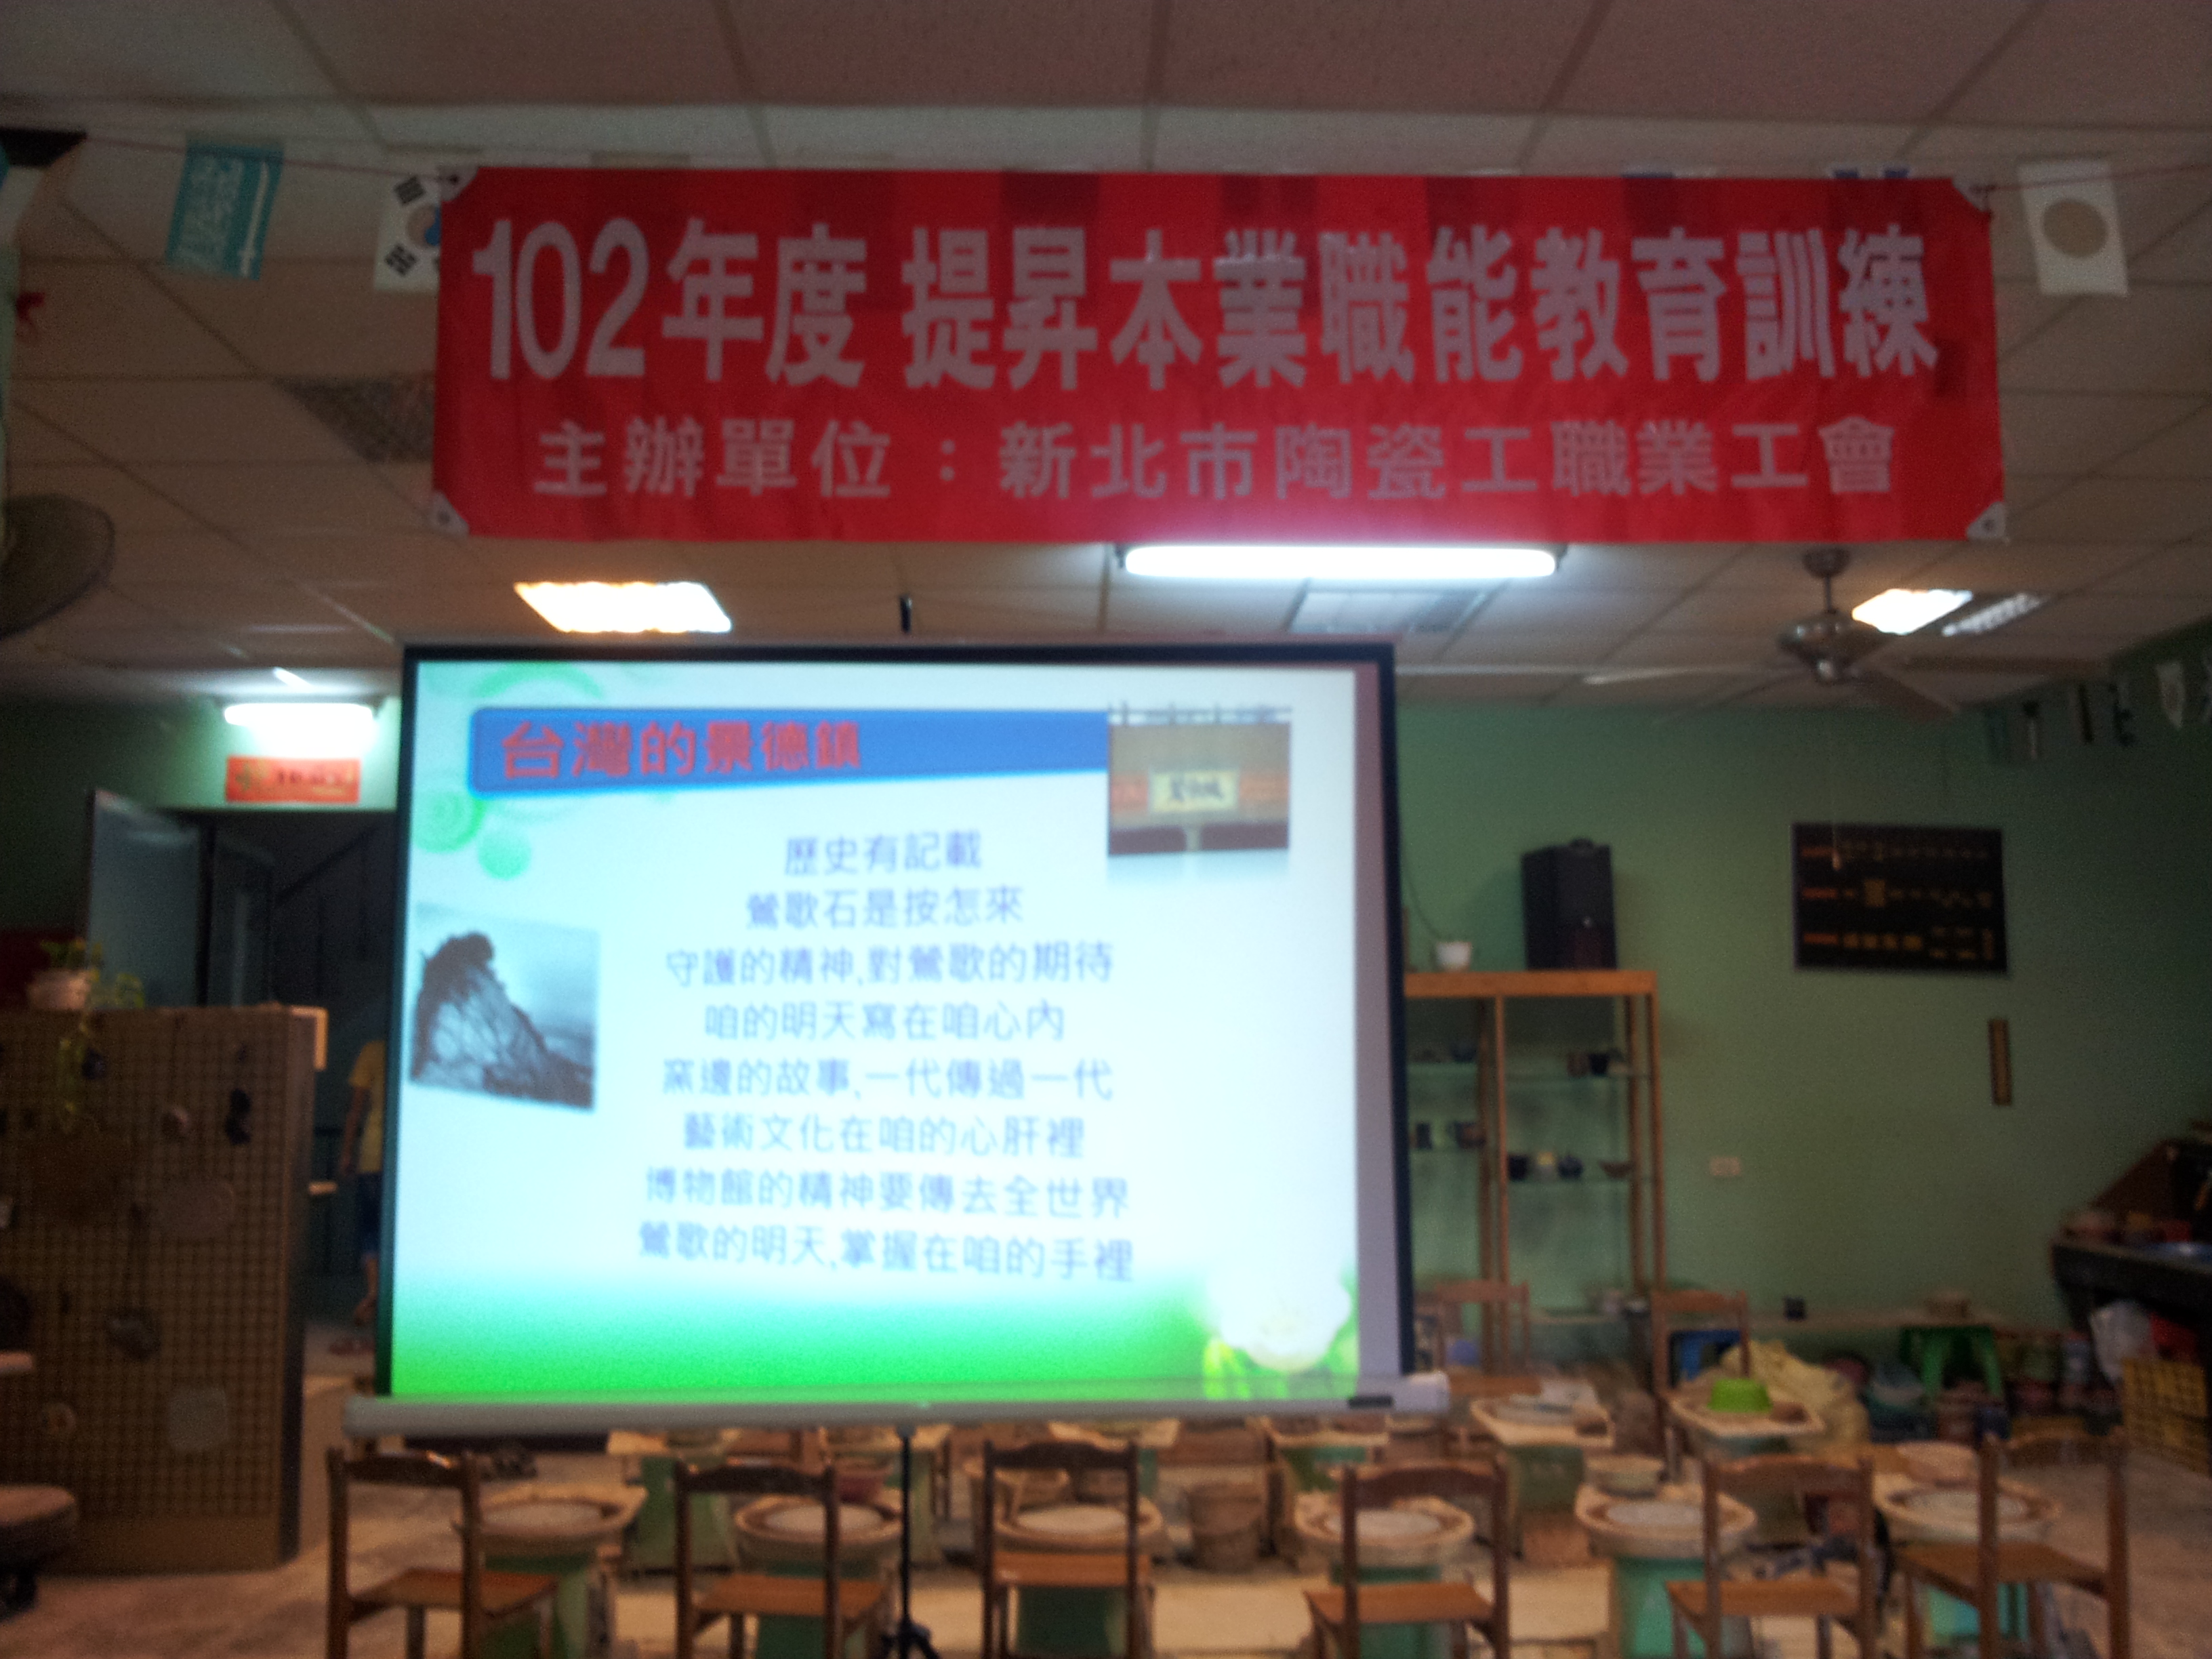 102年度 提昇本業職能教育訓練
主辦單位：新北市陶瓷工職業工會
台灣的景德鎮
歷史有記載
鶯歌石是按怎來
守護的精神,對鶯歌的期待
咱的明天寫在咱心內
窯邊的故事,一代傳過一代
藝術文化在咱的心肝裡
博物館的精神要傳去全世界
鶯歌的明天,掌握在咱的手裡